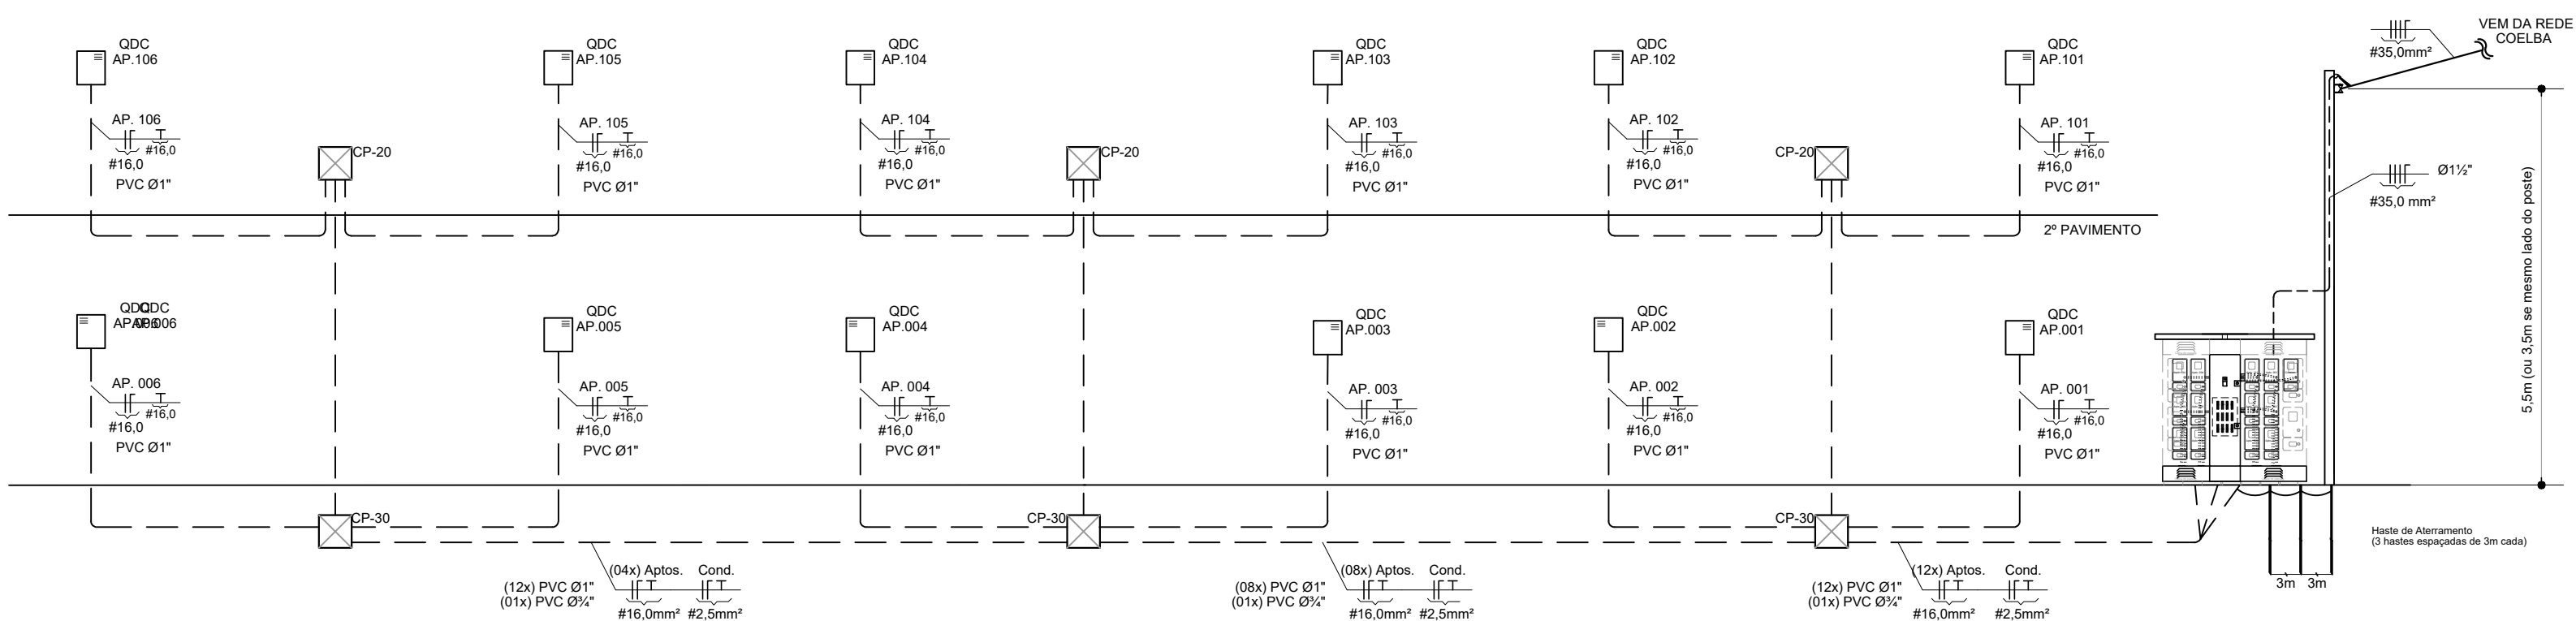 VEM DA REDE
COELBA
#35,0mm²
QDC
AP.106
QDC
AP.105
QDC
AP.104
QDC
AP.103
QDC
AP.102
QDC
AP.101
AP. 106
#16,0
#16,0
PVC Ø1"
CP-20
AP. 105
#16,0
#16,0
PVC Ø1"
AP. 104
#16,0
#16,0
PVC Ø1"
CP-20
AP. 103
#16,0
#16,0
PVC Ø1"
AP. 102
#16,0
#16,0
PVC Ø1"
CP-20
AP. 101
#16,0
#16,0
PVC Ø1"
Ø1½"
#35,0 mm²
5,5m (ou 3,5m se mesmo lado do poste)
2º PAVIMENTO
QDC
QDC
AP.006
QDC
AP.005
QDC
AP.004
QDC
AP.003
QDC
AP.002
QDC
AP.001
AP. 006
#16,0
#16,0
PVC Ø1"
AP. 005
#16,0
#16,0
PVC Ø1"
AP. 004
#16,0
#16,0
PVC Ø1"
AP. 003
#16,0
#16,0
PVC Ø1"
AP. 002
#16,0
#16,0
PVC Ø1"
AP. 001
#16,0
#16,0
PVC Ø1"
CP-30
CP-30
CP-30
Haste de Aterramento
(3 hastes espaçadas de 3m cada)
3m
3m
(04x) Aptos. Cond.
(12x) PVC Ø1"
(01x) PVC Ø¾"
#16,0mm² #2,5mm²
(08x) Aptos. Cond.
(08x) PVC Ø1"
(01x) PVC Ø¾"
#16,0mm² #2,5mm²
(12x) Aptos. Cond.
(12x) PVC Ø1"
(01x) PVC Ø¾"
#16,0mm² #2,5mm²